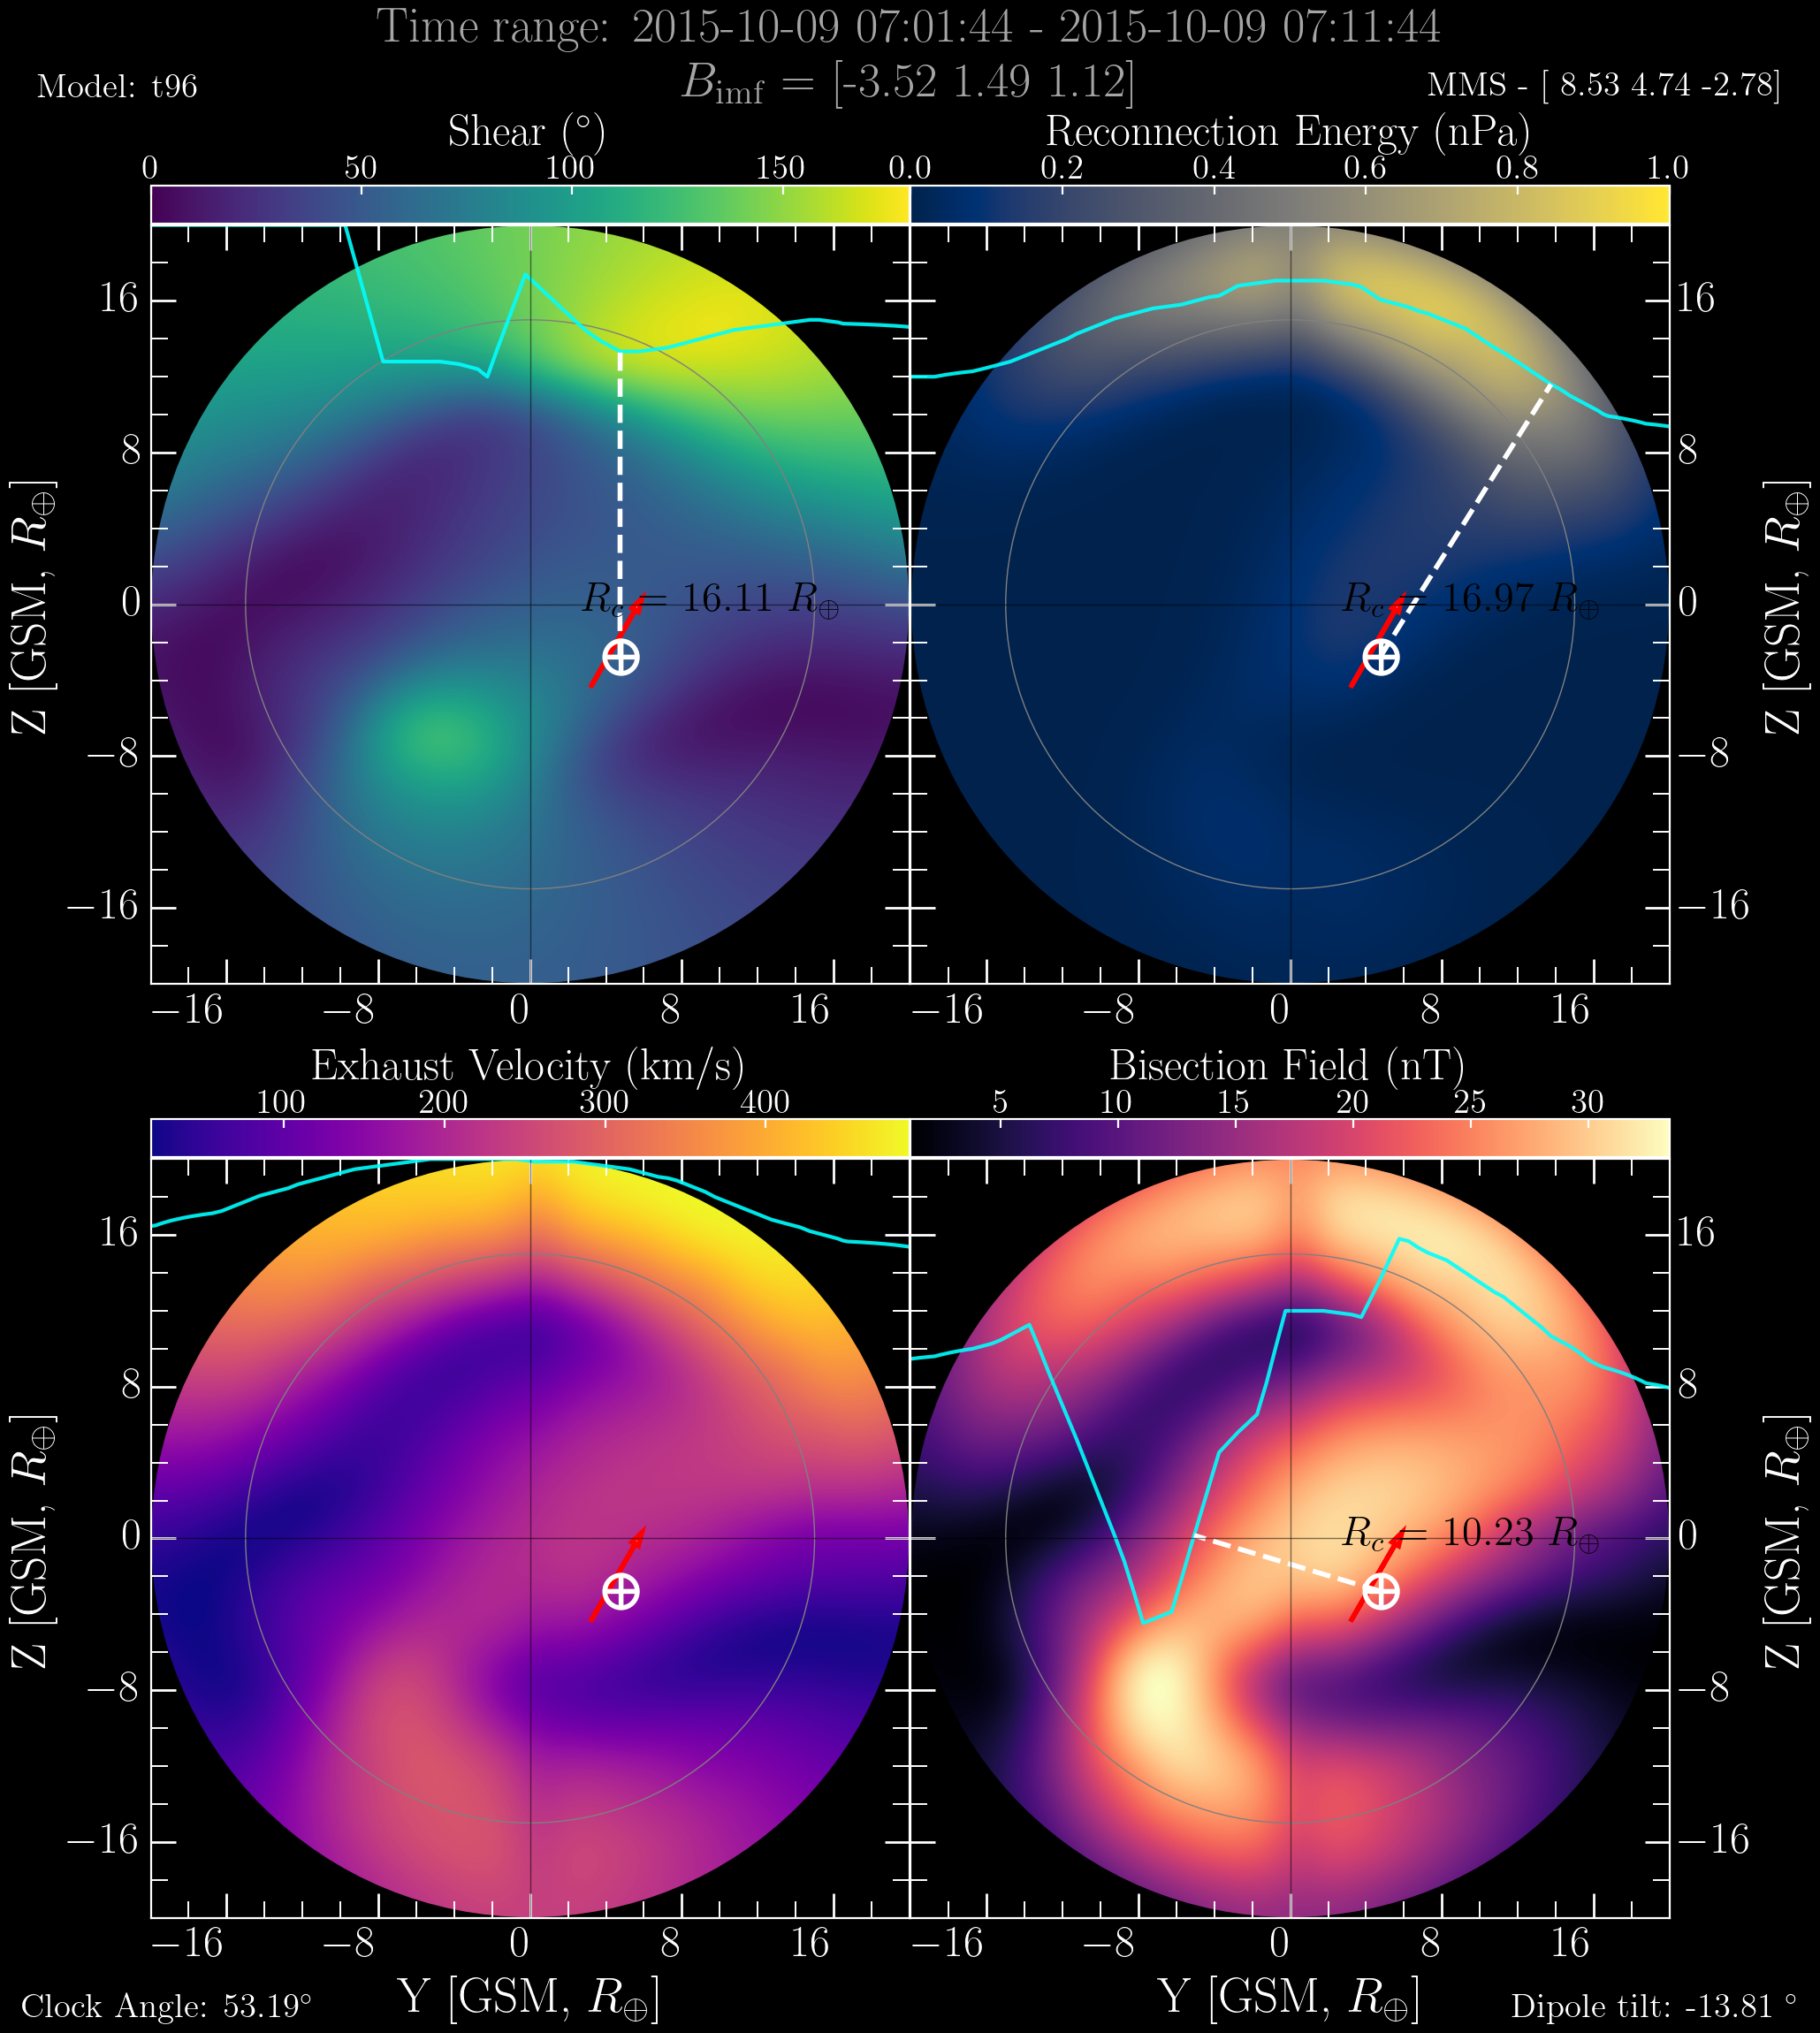 Time range: 2015-10-09 07:01:44 - 2015-10-09 07:11:44
Model: t96
B_imf = [-3.52 1.49 1.12]
MMS - [ 8.53 4.74 -2.78]
Shear (°)
Reconnection Energy (nPa)
0 50 100 150 0.0 0.2 0.4 0.6 0.8 1.0
16 16
8 8
Z [GSM, R⊕] Z [GSM, R⊕]
0 R_c = 16.11 R⊕ R_c = 16.97 R⊕ 0
−8 −8
−16 −16
−16 −8 0 8 16 −16 −8 0 8 16
Exhaust Velocity (km/s)
Bisection Field (nT)
100 200 300 400 5 10 15 20 25 30
16 16
8 8
Z [GSM, R⊕] Z [GSM, R⊕]
0 R_c = 10.23 R⊕ 0
−8 −8
−16 −16
−16 −8 0 8 16 −16 −8 0 8 16
Y [GSM, R⊕] Y [GSM, R⊕]
Clock Angle: 53.19°
Dipole tilt: -13.81 °